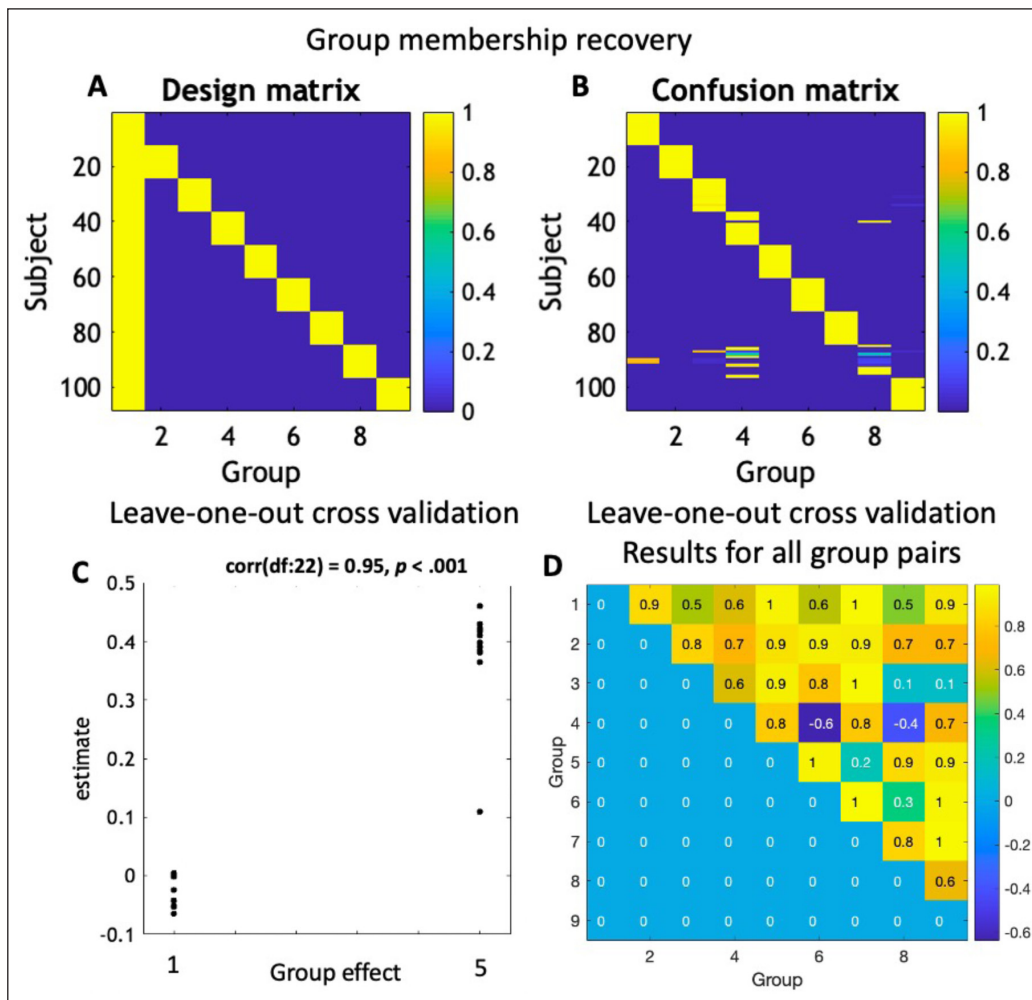 Group membership recovery
A Design matrix
B Confusion matrix
20
40
60
80
100
Subject
2 4 6 8
Group
1
0.8
0.6
0.4
0.2
0
20
40
60
80
100
Subject
2 4 6 8
Group
1
0.8
0.6
0.4
0.2
Leave-one-out cross validation
C corr(df:22) = 0.95, p < .001
0.5
0.4
0.3
0.2
0.1
0
-0.1
estimate
1 5
Group effect
Leave-one-out cross validation
Results for all group pairs
D
Group
1 0 0.9 0.5 0.6 1 0.6 1 0.5 0.9
2 0 0 0.8 0.7 0.9 0.9 0.9 0.7 0.7
3 0 0 0 0.6 0.9 0.8 1 0.1 0.1
4 0 0 0 0 0.8 -0.6 0.8 -0.4 0.7
5 0 0 0 0 0 1 0.2 0.9 0.9
6 0 0 0 0 0 0 1 0.3 1
7 0 0 0 0 0 0 0 0.8 1
8 0 0 0 0 0 0 0 0 0.6
9 0 0 0 0 0 0 0 0 0
2 4 6 8
Group
0.8
0.6
0.4
0.2
0
-0.2
-0.4
-0.6